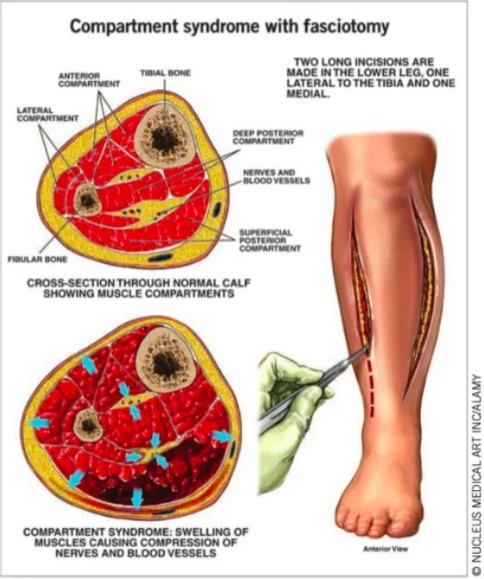 Compartment syndrome with fasciotomy
TWO LONG INCISIONS ARE
MADE IN THE LOWER LEG, ONE
LATERAL TO THE TIBIA AND ONE
MEDIAL.
ANTERIOR
COMPARTMENT
TIBIAL BONE
LATERAL
COMPARTMENT
DEEP POSTERIOR
COMPARTMENT
NERVES AND
BLOOD VESSELS
SUPERFICIAL
POSTERIOR
COMPARTMENT
FIBULAR BONE
CROSS-SECTION THROUGH NORMAL CALF
SHOWING MUSCLE COMPARTMENTS
COMPARTMENT SYNDROME: SWELLING OF
MUSCLES CAUSING COMPRESSION OF
NERVES AND BLOOD VESSELS
Anterior View
© NUCLEUS MEDICAL ART INC/ALAMY